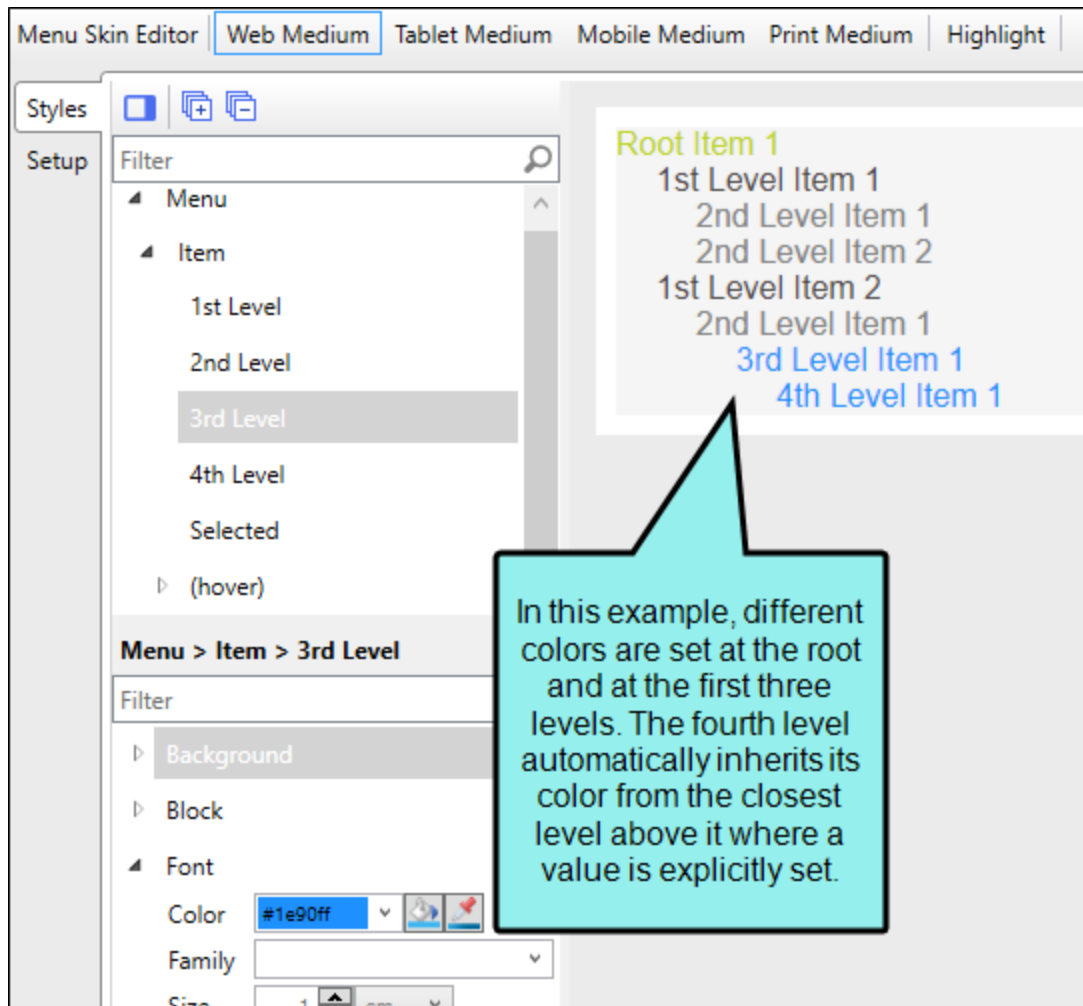 Menu Skin Editor Web Medium Tablet Medium Mobile Medium Print Medium Highlight
Styles
Setup
Filter
Menu
Item
1st Level
2nd Level
3rd Level
4th Level
Selected
(hover)
Menu > Item > 3rd Level
Filter
Background
Block
Font
Color #1e90ff
Family
Size 1 em
Root Item 1
1st Level Item 1
2nd Level Item 1
2nd Level Item 2
1st Level Item 2
2nd Level Item 1
3rd Level Item 1
4th Level Item 1
In this example, different
colors are set at the root
and at the first three
levels. The fourth level
automatically inherits its
color from the closest
level above it where a
value is explicitly set.